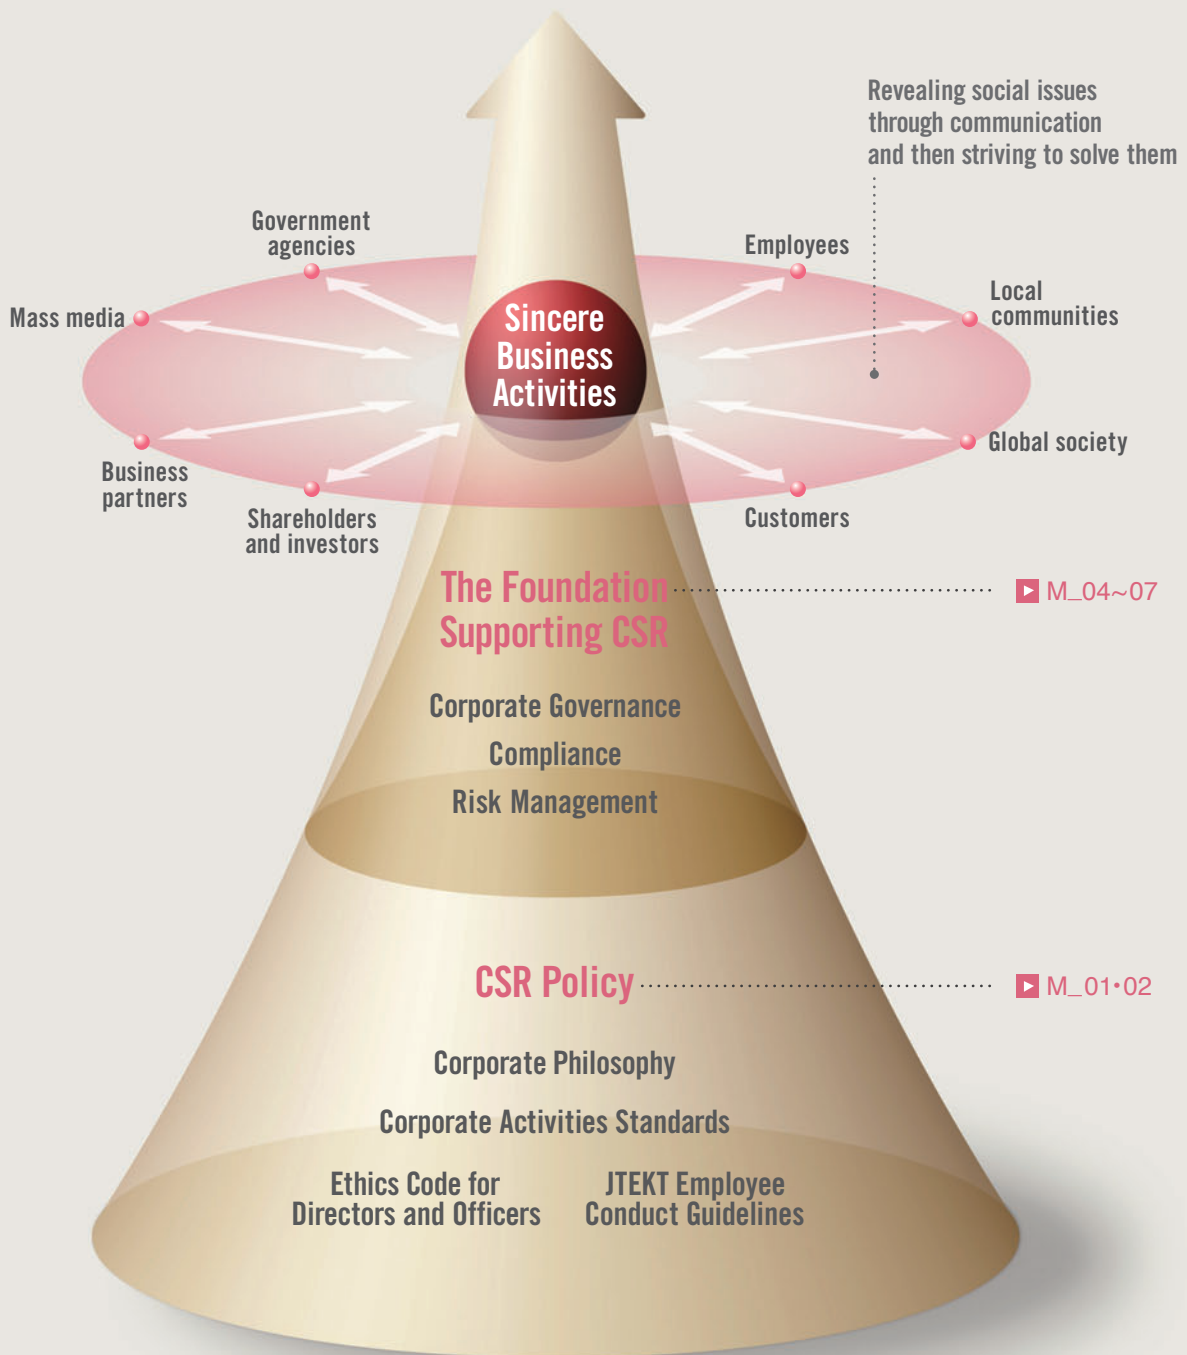 Revealing social issues
through communication
and then striving to solve them
Government
agencies
Employees
Mass media
Local
communities
Sincere
Business
Activities
Business
partners
Global society
Shareholders
and investors
Customers
The Foundation
Supporting CSR
M_04~07
Corporate Governance
Compliance
Risk Management
CSR Policy
M_01•02
Corporate Philosophy
Corporate Activities Standards
Ethics Code for
Directors and Officers
JTEKT Employee
Conduct Guidelines